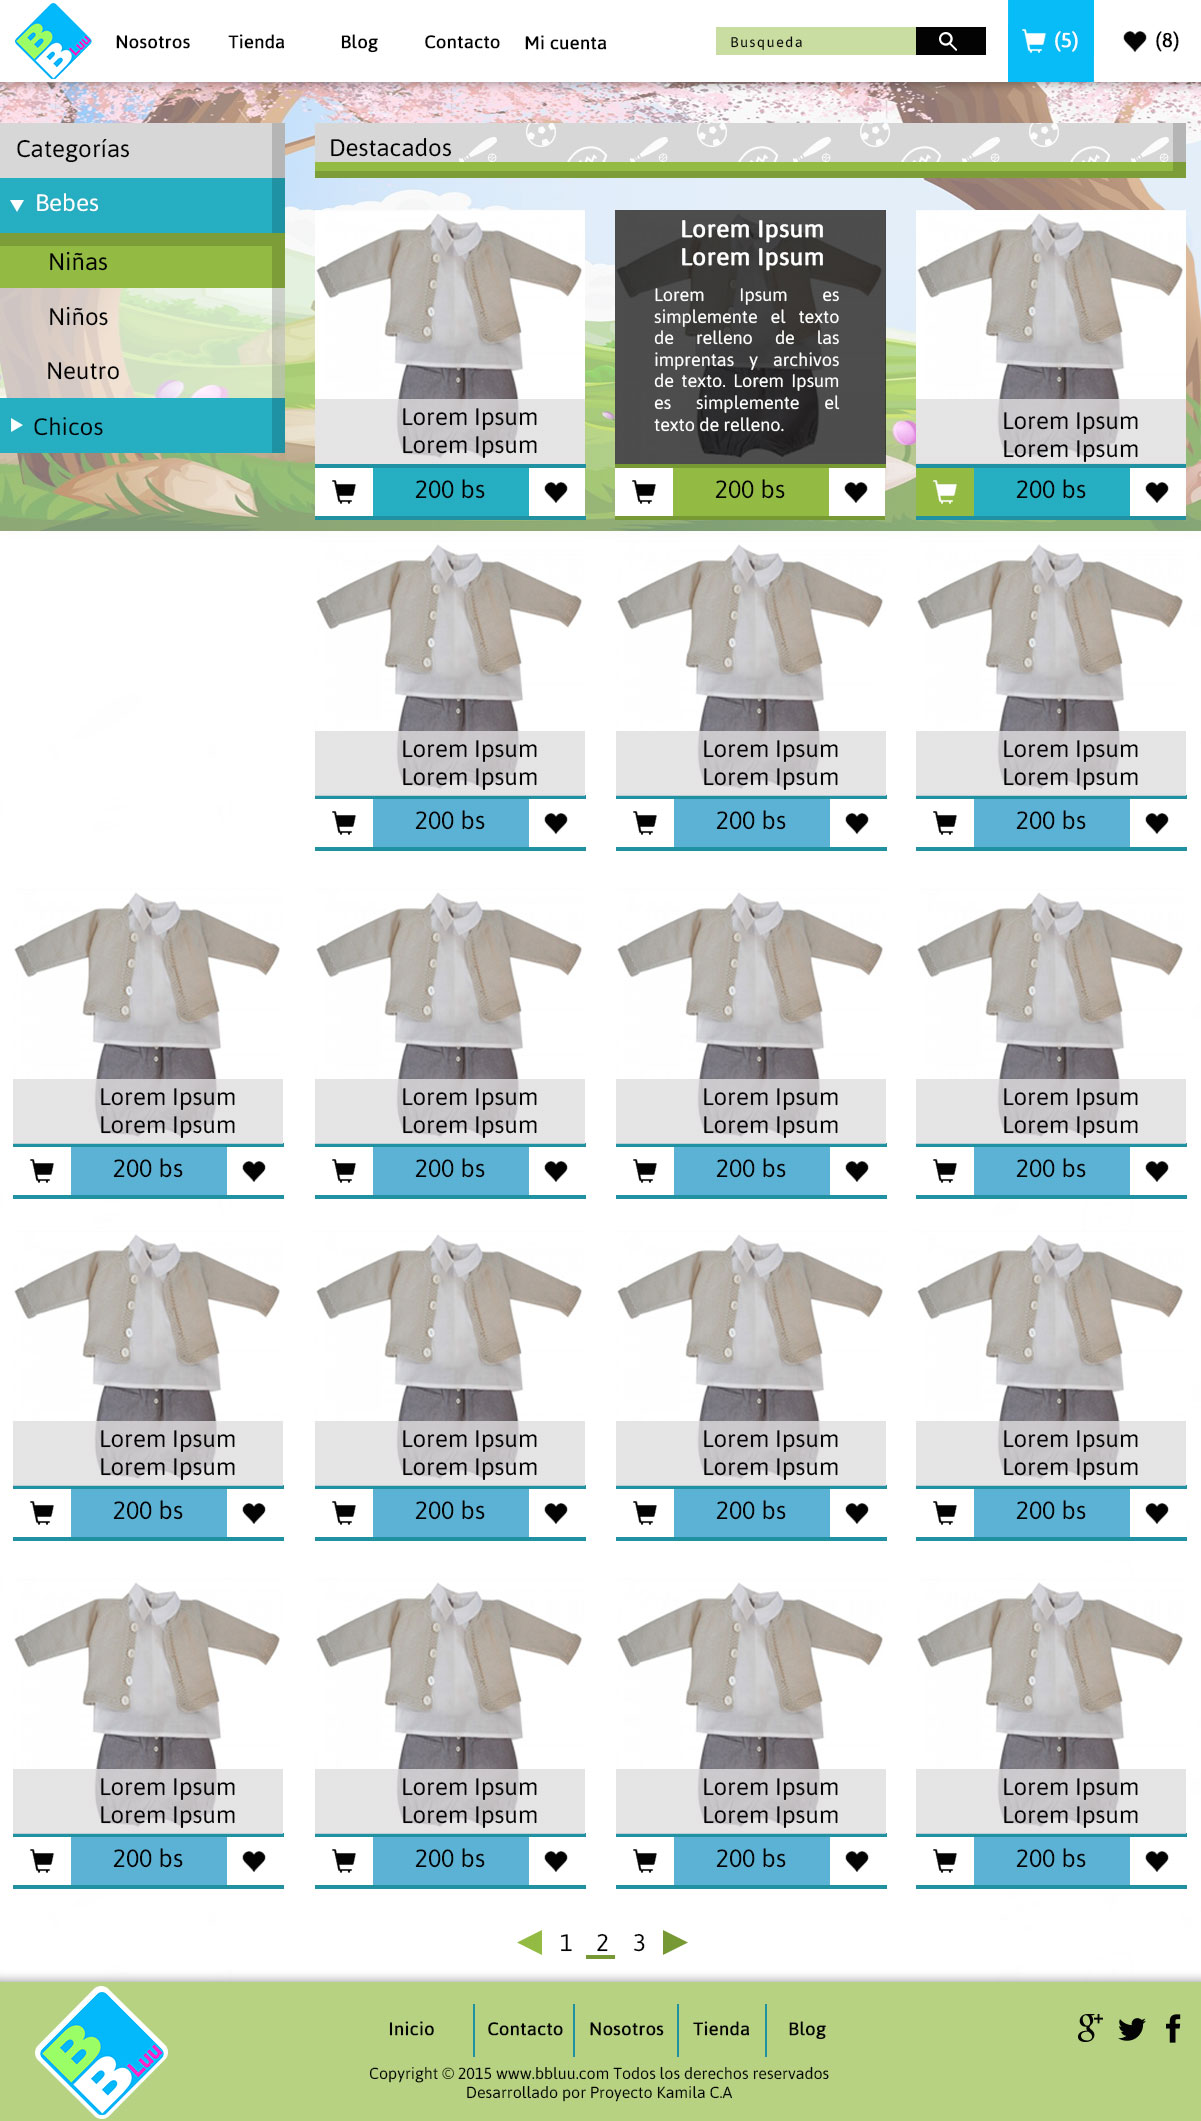 BBLuu
Nosotros Tienda Blog Contacto Mi cuenta
Busqueda
(5) (8)
Categorías
Bebes
Niñas
Niños
Neutro
Chicos
Destacados
Lorem Ipsum
Lorem Ipsum
200 bs
Lorem Ipsum
Lorem Ipsum
Lorem Ipsum es
simplemente el texto
de relleno de las
imprentas y archivos
de texto. Lorem Ipsum
es simplemente el
texto de relleno.
200 bs
Lorem Ipsum
Lorem Ipsum
200 bs
Lorem Ipsum
Lorem Ipsum
200 bs
Lorem Ipsum
Lorem Ipsum
200 bs
Lorem Ipsum
Lorem Ipsum
200 bs
Lorem Ipsum
Lorem Ipsum
200 bs
Lorem Ipsum
Lorem Ipsum
200 bs
Lorem Ipsum
Lorem Ipsum
200 bs
Lorem Ipsum
Lorem Ipsum
200 bs
Lorem Ipsum
Lorem Ipsum
200 bs
Lorem Ipsum
Lorem Ipsum
200 bs
Lorem Ipsum
Lorem Ipsum
200 bs
Lorem Ipsum
Lorem Ipsum
200 bs
Lorem Ipsum
Lorem Ipsum
200 bs
Lorem Ipsum
Lorem Ipsum
200 bs
Lorem Ipsum
Lorem Ipsum
200 bs
Lorem Ipsum
Lorem Ipsum
200 bs
1 2 3
BBLuu
Inicio Contacto Nosotros Tienda Blog
Copyright © 2015 www.bbluu.com Todos los derechos reservados
Desarrollado por Proyecto Kamila C.A